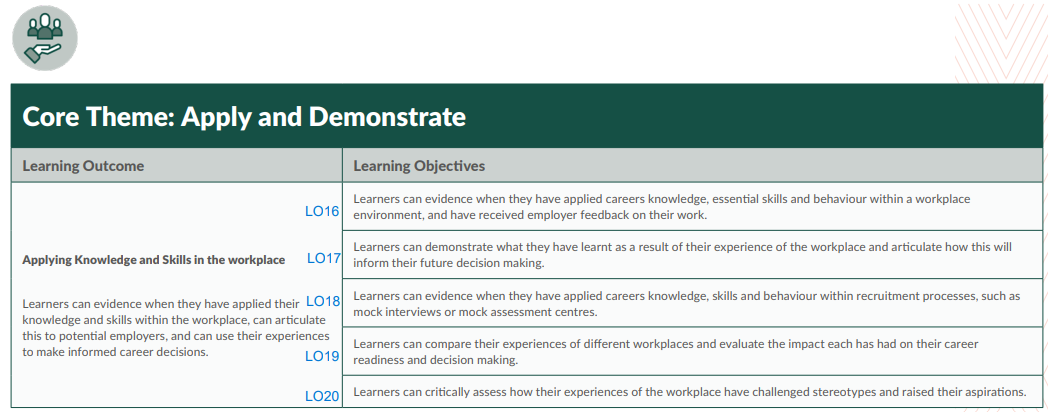 Core Theme: Apply and Demonstrate
Learning Outcome
Learning Objectives
Applying Knowledge and Skills in the workplace
Learners can evidence when they have applied their
knowledge and skills within the workplace, can articulate
this to potential employers, and can use their experiences
to make informed career decisions.
LO16
Learners can evidence when they have applied careers knowledge, essential skills and behaviour within a workplace
environment, and have received employer feedback on their work.
LO17
Learners can demonstrate what they have learnt as a result of their experience of the workplace and articulate how this will
inform their future decision making.
LO18
Learners can evidence when they have applied careers knowledge, skills and behaviour within recruitment processes, such as
mock interviews or mock assessment centres.
LO19
Learners can compare their experiences of different workplaces and evaluate the impact each has had on their career
readiness and decision making.
LO20
Learners can critically assess how their experiences of the workplace have challenged stereotypes and raised their aspirations.